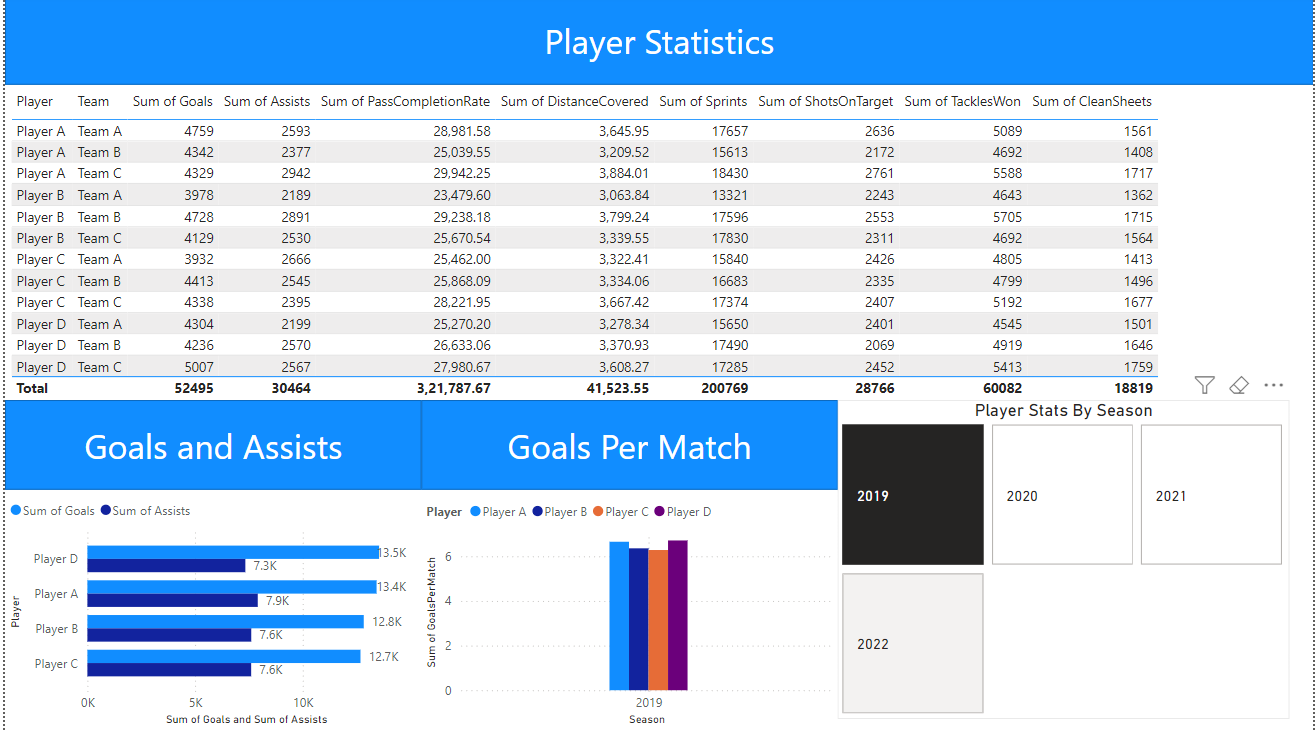 Player Statistics
Player Team Sum of Goals Sum of Assists Sum of PassCompletionRate Sum of DistanceCovered Sum of Sprints Sum of ShotsOnTarget Sum of TacklesWon Sum of CleanSheets
Player A Team A 4759 2593 28,981.58 3,645.95 17657 2636 5089 1561
Player A Team B 4342 2377 25,039.55 3,209.52 15613 2172 4692 1408
Player A Team C 4329 2942 29,942.25 3,884.01 18430 2761 5588 1717
Player B Team A 3978 2189 23,479.60 3,063.84 13321 2243 4643 1362
Player B Team B 4728 2891 29,238.18 3,799.24 17596 2553 5705 1715
Player B Team C 4129 2530 25,670.54 3,339.55 17830 2311 4692 1564
Player C Team A 3932 2666 25,462.00 3,322.41 15840 2426 4805 1413
Player C Team B 4413 2545 25,868.09 3,334.06 16683 2335 4799 1496
Player C Team C 4338 2395 28,221.95 3,667.42 17374 2407 5192 1677
Player D Team A 4304 2199 25,270.20 3,278.34 15650 2401 4545 1501
Player D Team B 4236 2570 26,633.06 3,370.93 17490 2069 4919 1646
Player D Team C 5007 2567 27,980.67 3,608.27 17285 2452 5413 1759
Total 52495 30464 3,21,787.67 41,523.55 200769 28766 60082 18819
Goals and Assists
Sum of Goals Sum of Assists
Player
Player D 13.5K
7.3K
Player A 13.4K
7.9K
Player B 12.8K
7.6K
Player C 12.7K
7.6K
0K 5K 10K
Sum of Goals and Sum of Assists
Goals Per Match
Player Player A Player B Player C Player D
Sum of GoalsPerMatch
6
4
2
0
2019
Season
Player Stats By Season
2019 2020 2021
2022